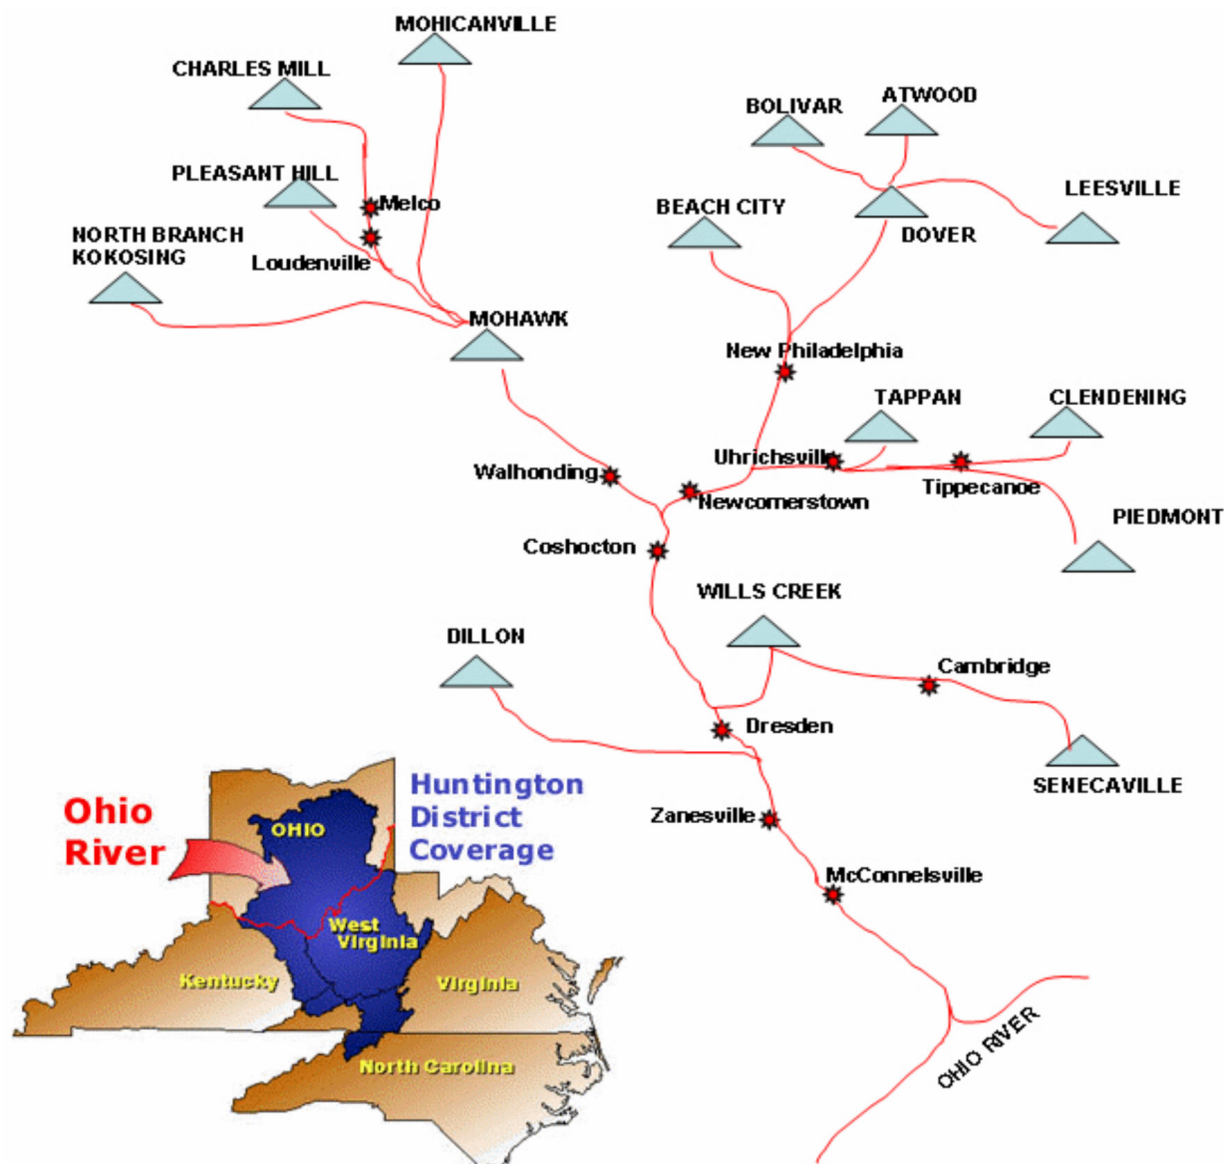 MOHICANVILLE
CHARLES MILL
ATWOOD
BOLIVAR
PLEASANT HILL
Melco
LEESVILLE
BEACH CITY
NORTH BRANCH
KOKOSING
DOVER
Loudenville
MOHAWK
New Philadelphia
TAPPAN
CLENDENING
Uhrichsville
Walhonding
Tippecanoe
Newcomerstown
PIEDMONT
Coshocton
WILLS CREEK
DILLON
Cambridge
Dresden
SENECAVILLE
Zanesville
McConnelsville
OHIO RIVER
Ohio
River
Huntington
District
Coverage
OHIO
West
Virginia
Kentucky
Virginia
North Carolina